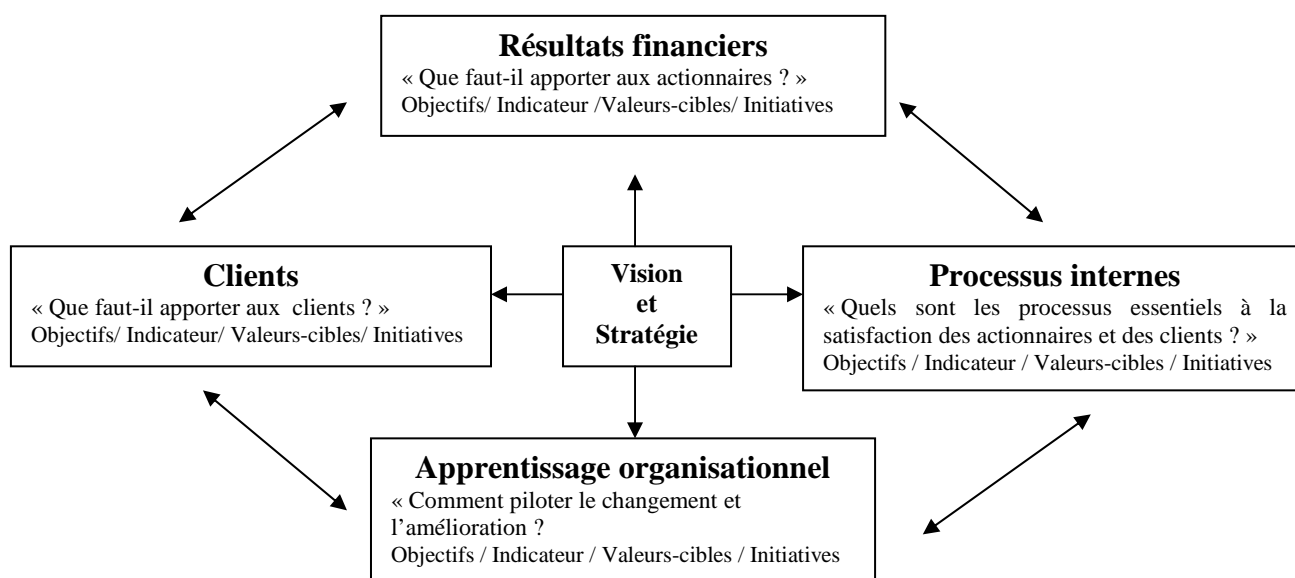 Résultats financiers
« Que faut-il apporter aux actionnaires ? »
Objectifs/ Indicateur /Valeurs-cibles/ Initiatives
Clients
« Que faut-il apporter aux clients ? »
Objectifs/ Indicateur/ Valeurs-cibles/ Initiatives
Vision
et
Stratégie
Processus internes
« Quels sont les processus essentiels à la
satisfaction des actionnaires et des clients ? »
Objectifs / Indicateur / Valeurs-cibles / Initiatives
Apprentissage organisationnel
« Comment piloter le changement et
l’amélioration ?
Objectifs / Indicateur / Valeurs-cibles / Initiatives